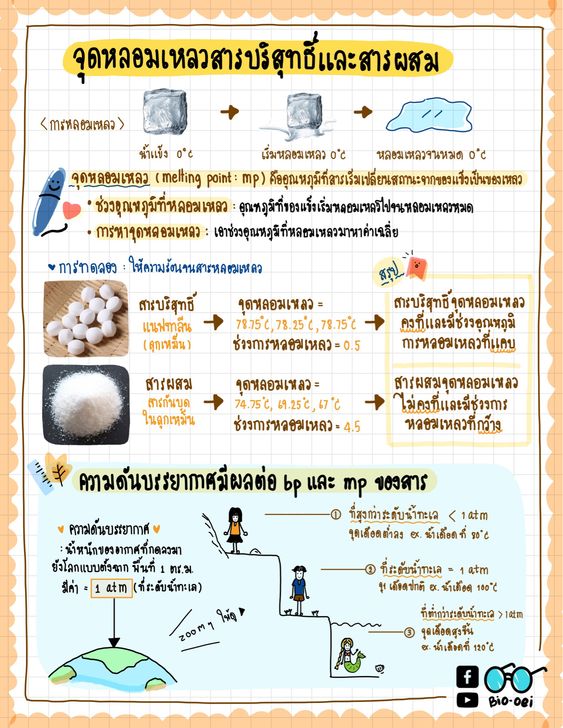 จุดหลอมเหลวสารบริสุทธิ์และสารผสม
<การหลอมเหลว>
น้ำแข็ง 0°c
เริ่มหลอมเหลว 0°c
หลอมเหลวจนหมด 0°c
จุดหลอมเหลว (melting point : mp) คืออุณหภูมิที่สารเริ่มเปลี่ยนสถานะจากของแข็งเป็นของเหลว
• ช่วงอุณหภูมิที่หลอมเหลว : อุณหภูมิที่ของแข็งเริ่มหลอมเหลวไปจนหลอมเหลวหมด
• การหาจุดหลอมเหลว : เอาช่วงอุณหภูมิที่หลอมเหลวมาหาค่าเฉลี่ย
การทดลอง : ให้ความร้อนจนสารหลอมเหลว
สรุป
สารบริสุทธิ์
แนฟทาลีน
(ลูกเหม็น)
จุดหลอมเหลว =
78.75°c, 78.25°c, 78.75°c
ช่วงการหลอมเหลว = 0.5
สารบริสุทธิ์จุดหลอมเหลว
คงที่และมีช่วงอุณหภูมิ
การหลอมเหลวที่แคบ
สารผสม
สารกันบูด
ในลูกเหม็น
จุดหลอมเหลว =
74.75°c, 69.25°c, 67°c
ช่วงการหลอมเหลว = 4.5
สารผสมจุดหลอมเหลว
ไม่คงที่และมีช่วงการ
หลอมเหลวที่กว้าง
ความดันบรรยากาศมีผลต่อ bp และ mp ของสาร
ความดันบรรยากาศ
: น้ำหนักของอากาศที่กดลงมา
ยังโลกแบบตั้งฉาก พื้นที่ 1 ตร.ม.
มีค่า = 1 atm (ที่ระดับน้ำทะเล)
zoom ๆ ให้ดู
① ที่สูงกว่าระดับน้ำทะเล < 1 atm
จุดเดือดต่ำลง ex. น้ำเดือดที่ 80°c
② ที่ระดับน้ำทะเล = 1 atm
จุดเดือดปกติ ex. น้ำเดือด 100°c
ที่ต่ำกว่าระดับน้ำทะเล > 1 atm
③ จุดเดือดสูงขึ้น
ex. น้ำเดือดที่ 120°c
Bio-oei